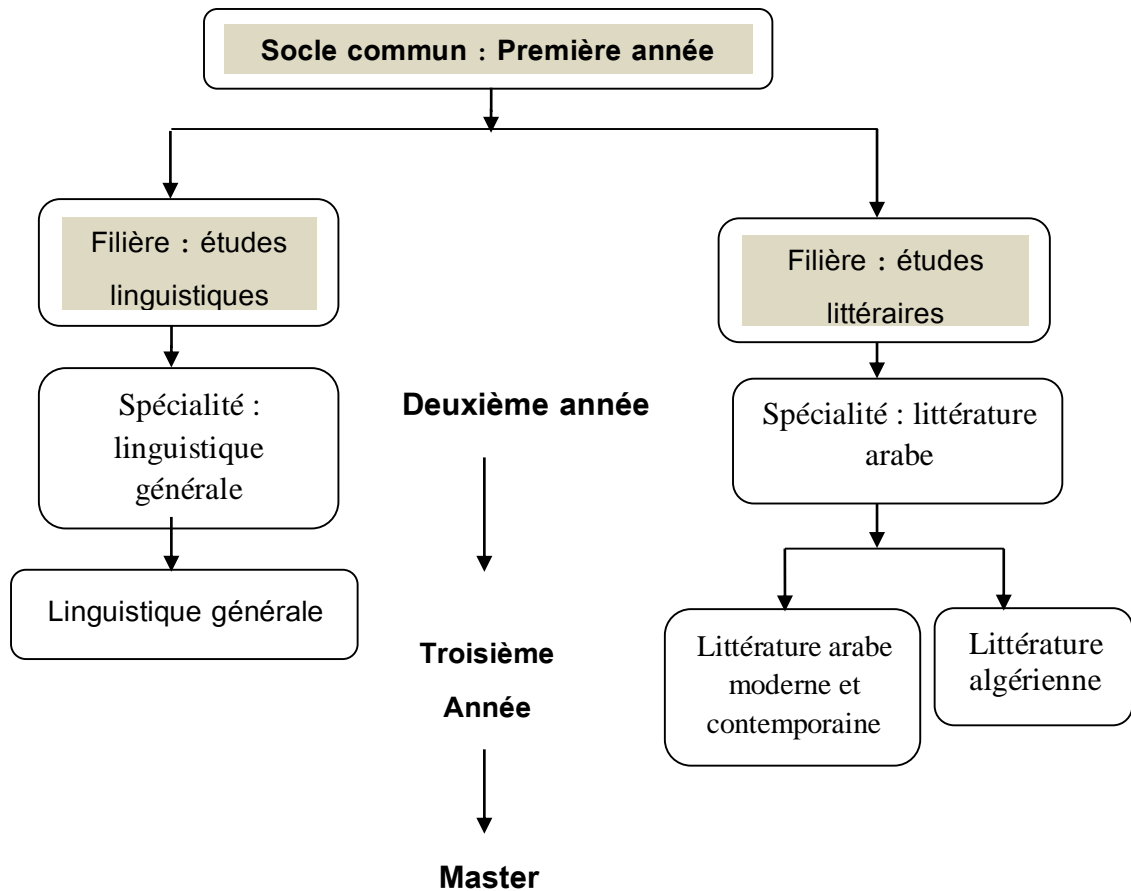 Socle commun : Première année
Filière : études
linguistiques
Filière : études
littéraires
Spécialité :
linguistique
générale
Deuxième année
Spécialité : littérature
arabe
Linguistique générale
Troisième
Année
Littérature arabe
moderne et
contemporaine
Littérature
algérienne
Master